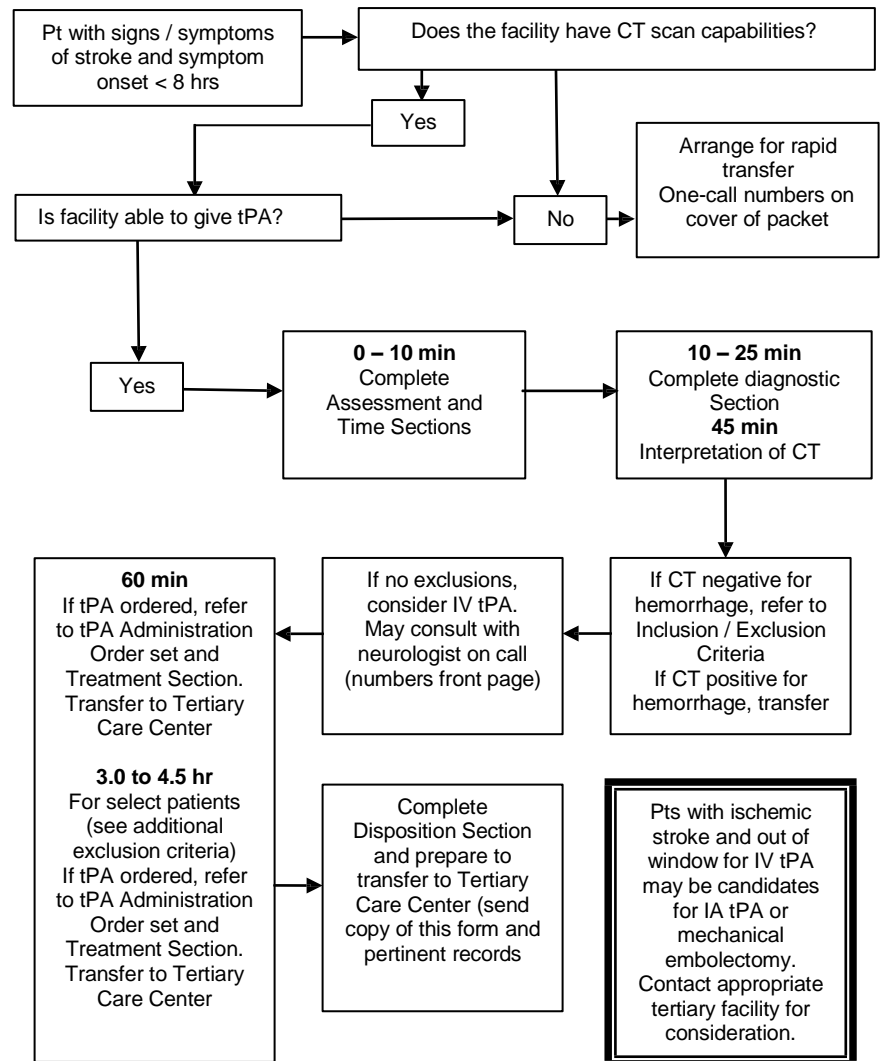 Pt with signs / symptoms
of stroke and symptom
onset < 8 hrs
Does the facility have CT scan capabilities?
Yes
Arrange for rapid
transfer
One-call numbers on
cover of packet
Is facility able to give tPA?
No
Yes
0 – 10 min
Complete
Assessment and
Time Sections
10 – 25 min
Complete diagnostic
Section
45 min
Interpretation of CT
If CT negative for
hemorrhage, refer to
Inclusion / Exclusion
Criteria
If CT positive for
hemorrhage, transfer
If no exclusions,
consider IV tPA.
May consult with
neurologist on call
(numbers front page)
60 min
If tPA ordered, refer
to tPA Administration
Order set and
Treatment Section.
Transfer to Tertiary
Care Center
3.0 to 4.5 hr
For select patients
(see additional
exclusion criteria)
If tPA ordered, refer
to tPA Administration
Order set and
Treatment Section.
Transfer to Tertiary
Care Center
Complete
Disposition Section
and prepare to
transfer to Tertiary
Care Center (send
copy of this form and
pertinent records
Pts with ischemic
stroke and out of
window for IV tPA
may be candidates
for IA tPA or
mechanical
embolectomy.
Contact appropriate
tertiary facility for
consideration.